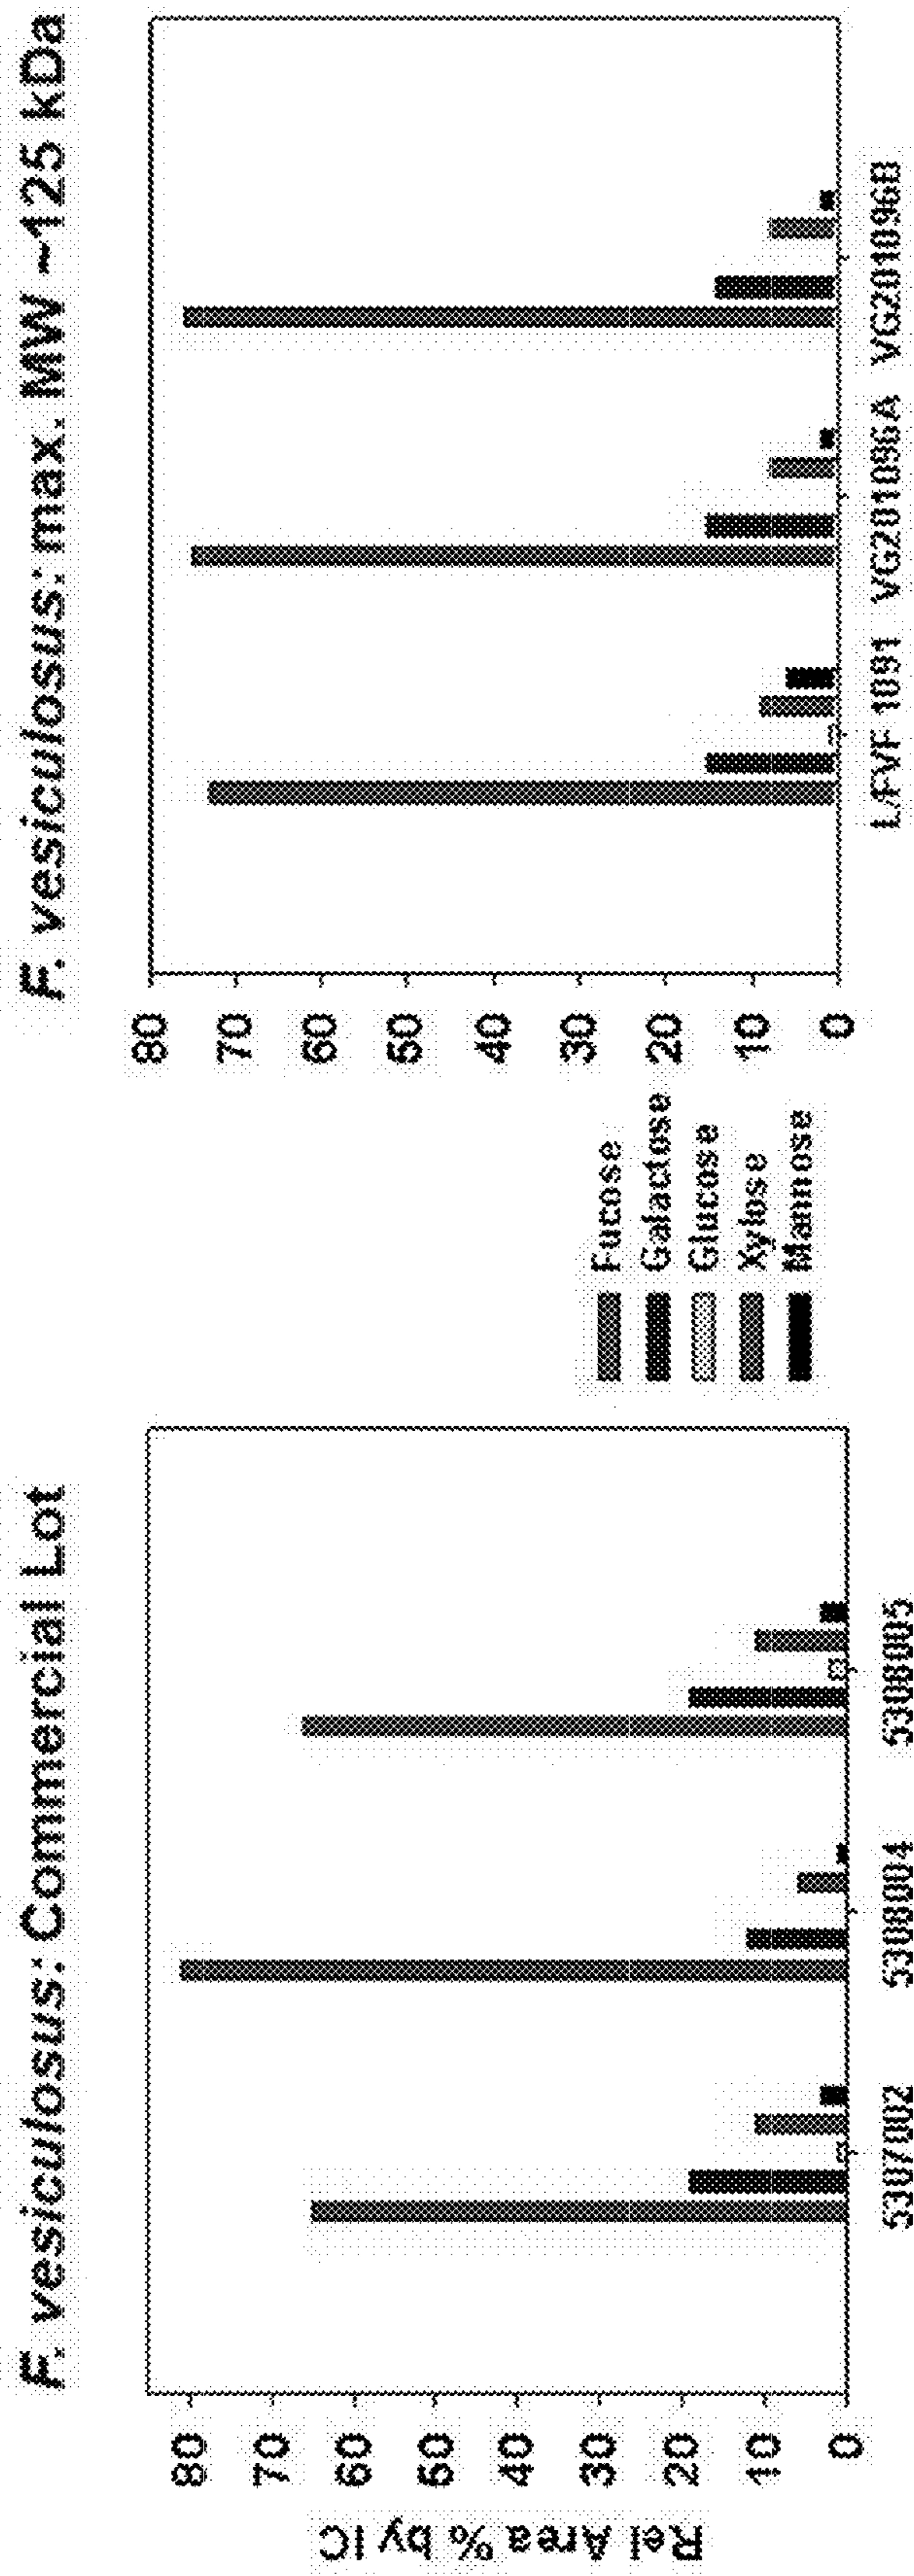 F. vesiculosus: Commercial Lot
Rel Area % by IC
80
70
60
50
40
30
20
10
0
5307002
5308004
5308005
Fucose
Galactose
Glucose
Xylose
Mannose
F. vesiculosus: max. MW ~125 kDa
80
70
60
50
40
30
20
10
0
L/FVF 1091
VG201096A
VG201096B